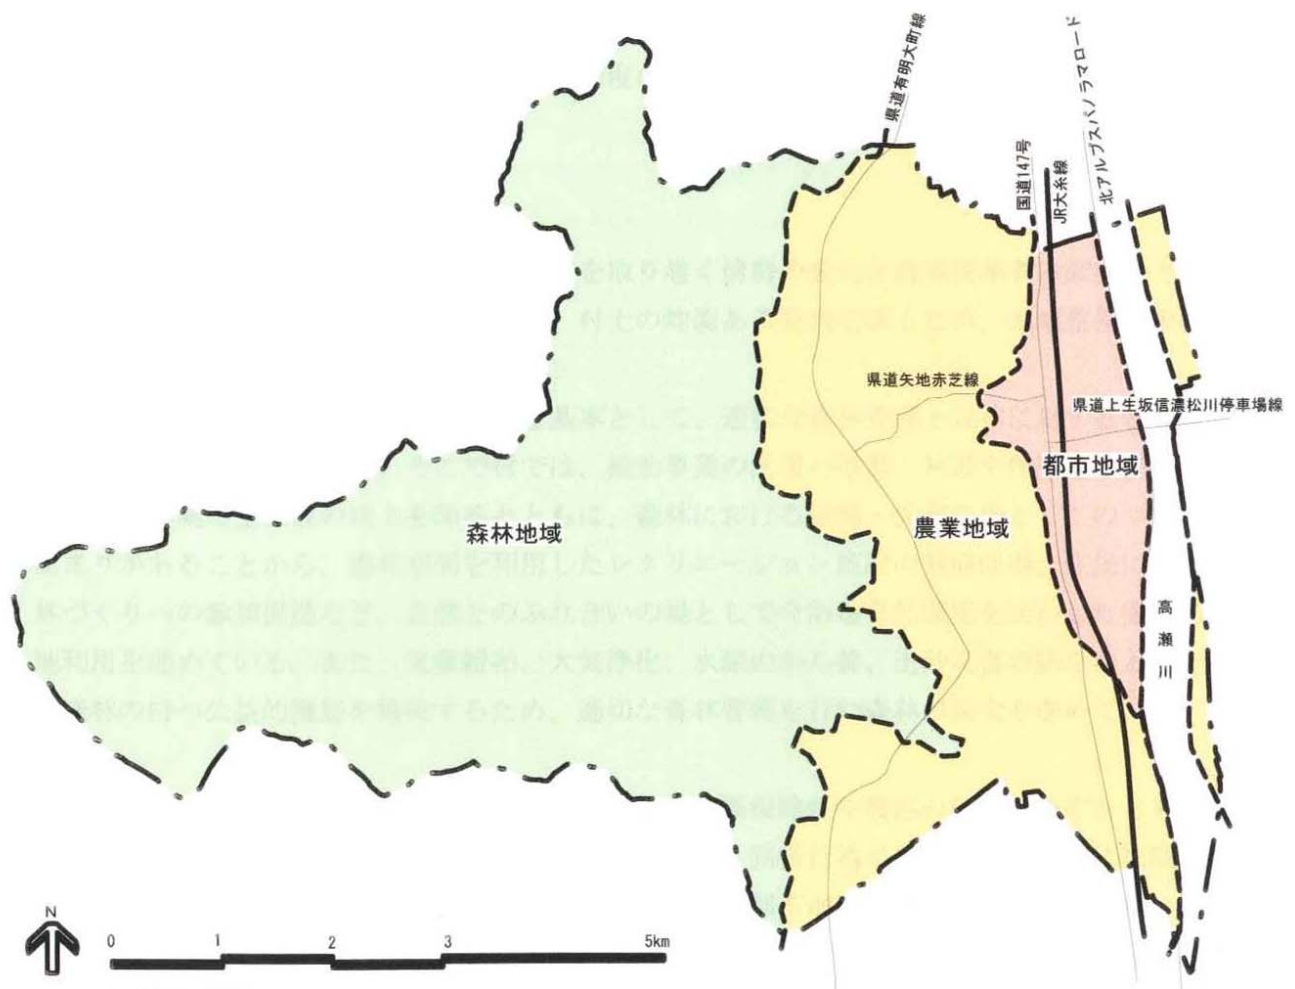 県道有明大町線
北アルプスパノラマロード
国道147号
JR大糸線
県道矢地赤芝線
県道上生坂信濃松川停車場線
都市地域
農業地域
森林地域
高瀬川
N
0 1 2 3 5km